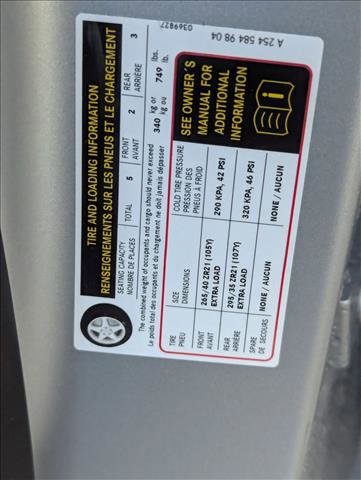 TIRE AND LOADING INFORMATION
RENSEIGNEMENTS SUR LES PNEUS ET LE CHARGEMENT
SEATING CAPACITY
NOMBRE DE PLACES
TOTAL 5
FRONT
AVANT
2
REAR
ARRIÈRE
3
The combined weight of occupants and cargo should never exceed
Le poids total des occupants et du chargement ne doit jamais dépasser
340 kg or
kg ou
749 lbs.
lb.
TIRE
PNEU
SIZE
DIMENSIONS
COLD TIRE PRESSURE
PRESSION DES
PNEUS À FROID
FRONT
AVANT
265/40 ZR21 (105Y)
EXTRA LOAD
290 KPA, 42 PSI
REAR
ARRIÈRE
295/35 ZR21 (107Y)
EXTRA LOAD
320 KPA, 46 PSI
SPARE
DE SECOURS
NONE / AUCUN
NONE / AUCUN
SEE OWNER'S
MANUAL FOR
ADDITIONAL
INFORMATION
0369827
A 254 584 98 04